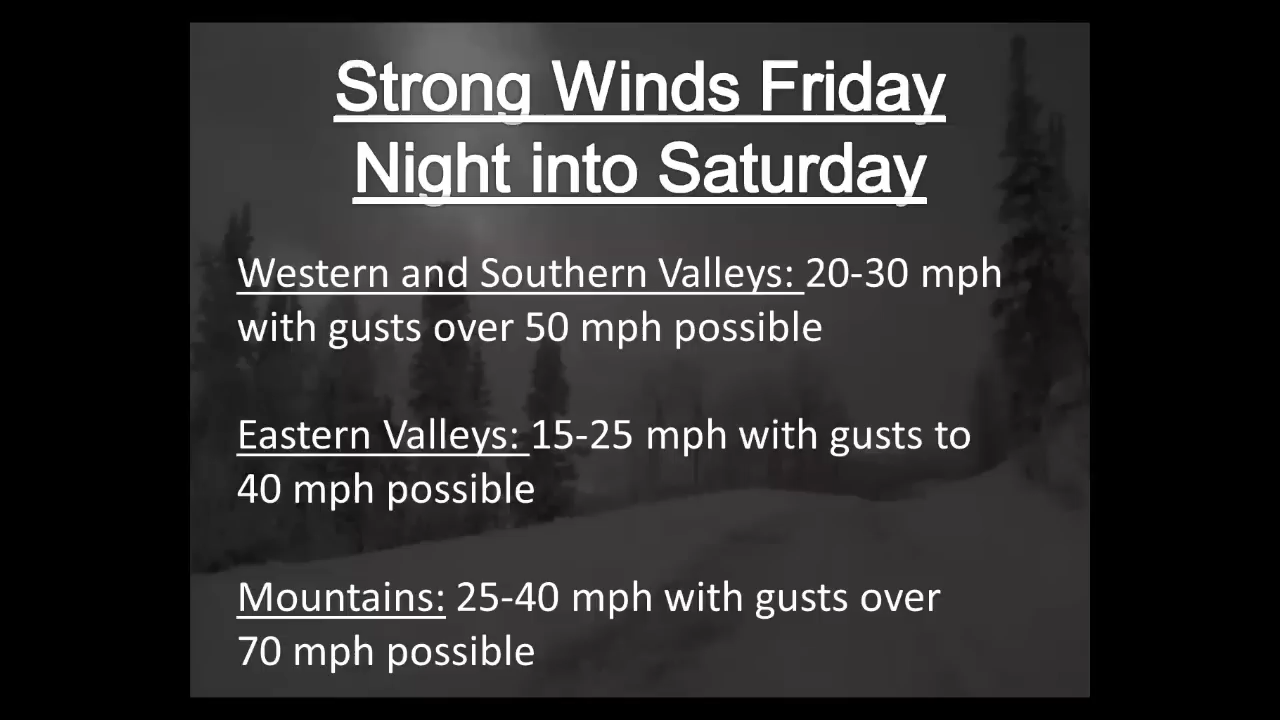 Strong Winds Friday
Night into Saturday
Western and Southern Valleys: 20-30 mph
with gusts over 50 mph possible
Eastern Valleys: 15-25 mph with gusts to
40 mph possible
Mountains: 25-40 mph with gusts over
70 mph possible